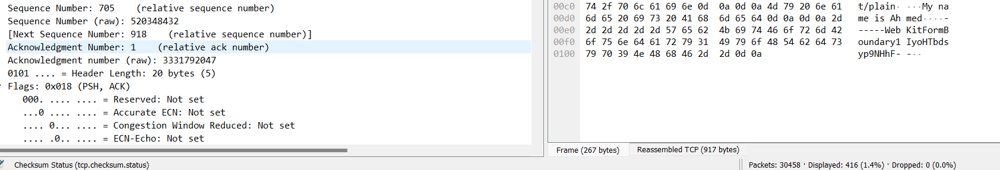 Sequence Number: 705    (relative sequence number)
Sequence Number (raw): 520348432
[Next Sequence Number: 918    (relative sequence number)]
Acknowledgment Number: 1    (relative ack number)
Acknowledgment number (raw): 3331792047
0101 .... = Header Length: 20 bytes (5)
Flags: 0x018 (PSH, ACK)
000. .... .... = Reserved: Not set
...0 .... .... = Accurate ECN: Not set
.... 0... .... = Congestion Window Reduced: Not set
.... .0.. .... = ECN-Echo: Not set
00c0  74 2f 70 6c 61 69 6e 0d  0a 0d 0a 4d 79 20 6e 61  t/plain· ···My na
00d0  6d 65 20 69 73 20 41 68  6d 65 64 0d 0a 0d 0a 2d  me is Ah med····-
00e0  2d 2d 2d 2d 2d 57 65 62  4b 69 74 46 6f 72 6d 42  -----Web KitFormB
00f0  6f 75 6e 64 61 72 79 31  49 79 6f 48 54 62 64 73  oundary1 IyoHTbds
0100  79 70 39 4e 48 68 46 2d  2d 0d 0a  yp9NHhF- -··
Frame (267 bytes)  Reassembled TCP (917 bytes)
Checksum Status (tcp.checksum.status)
Packets: 30458 · Displayed: 416 (1.4%) · Dropped: 0 (0.0%)